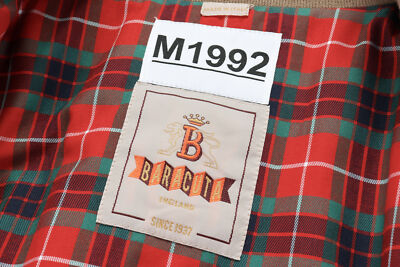 M1992
B
BARACUTA
ENGLAND
SINCE 1937